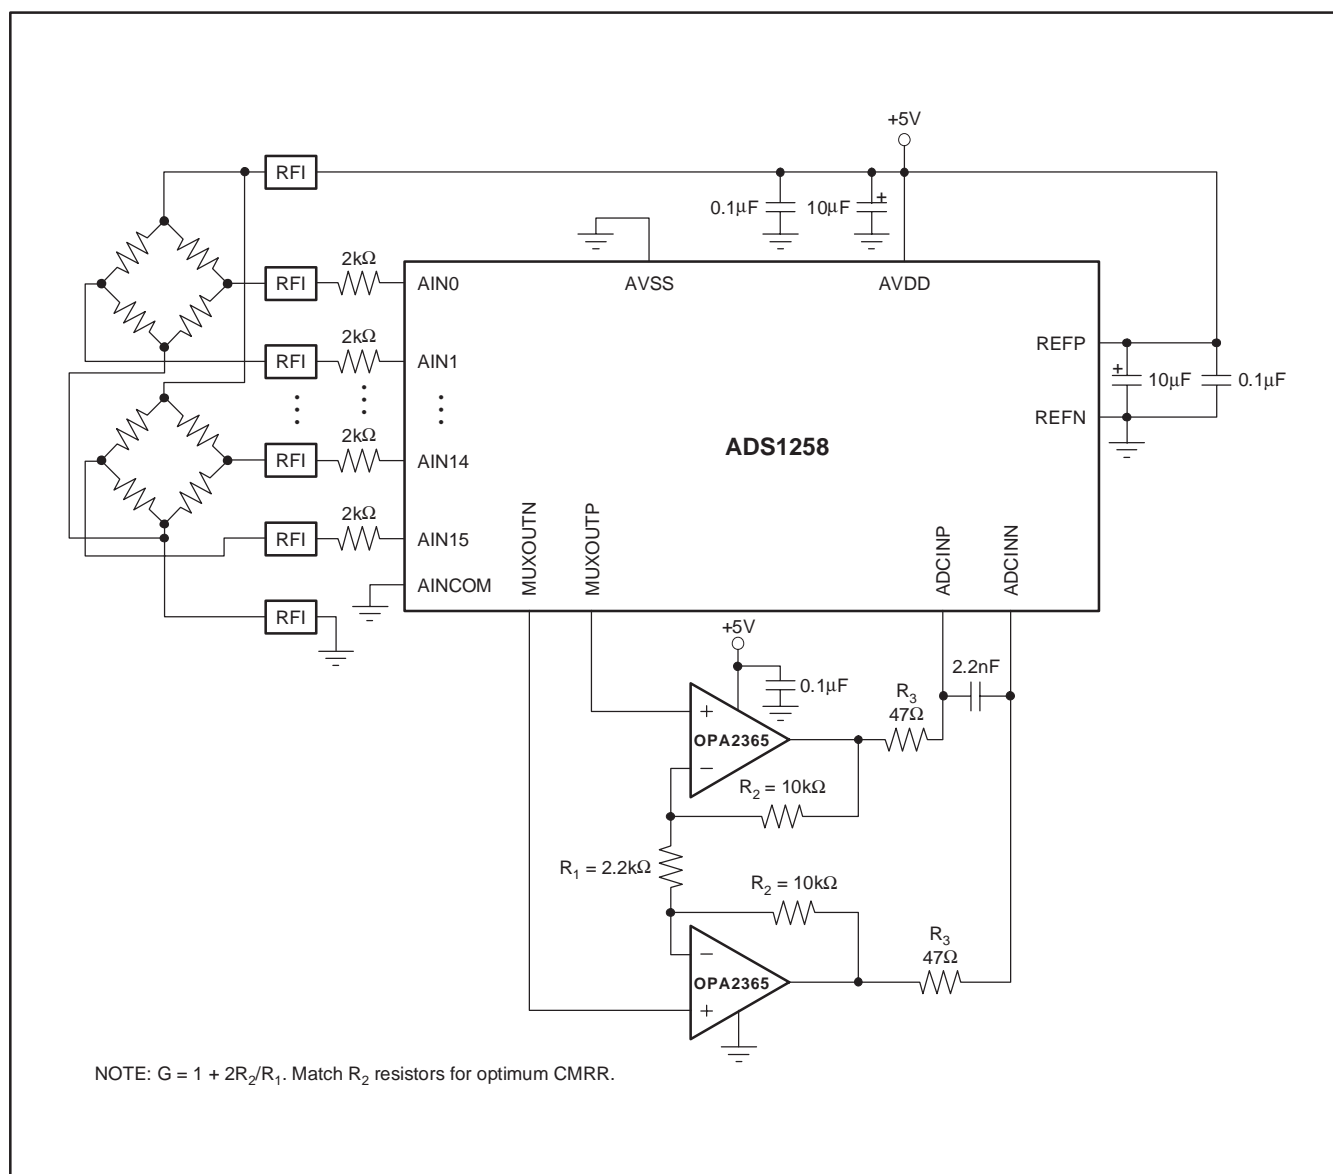 +5V
RFI
0.1μF
10μF
+
2kΩ
RFI
AIN0
AVSS
AVDD
2kΩ
RFI
AIN1
REFP
+
10μF
0.1μF
REFN
ADS1258
2kΩ
RFI
AIN14
2kΩ
RFI
AIN15
MUXOUTN
MUXOUTP
ADCINP
ADCINN
AINCOM
RFI
+5V
0.1μF
2.2nF
R3
47Ω
+
OPA2365
−
R2 = 10kΩ
R1 = 2.2kΩ
R2 = 10kΩ
−
OPA2365
+
R3
47Ω
NOTE: G = 1 + 2R2/R1. Match R2 resistors for optimum CMRR.